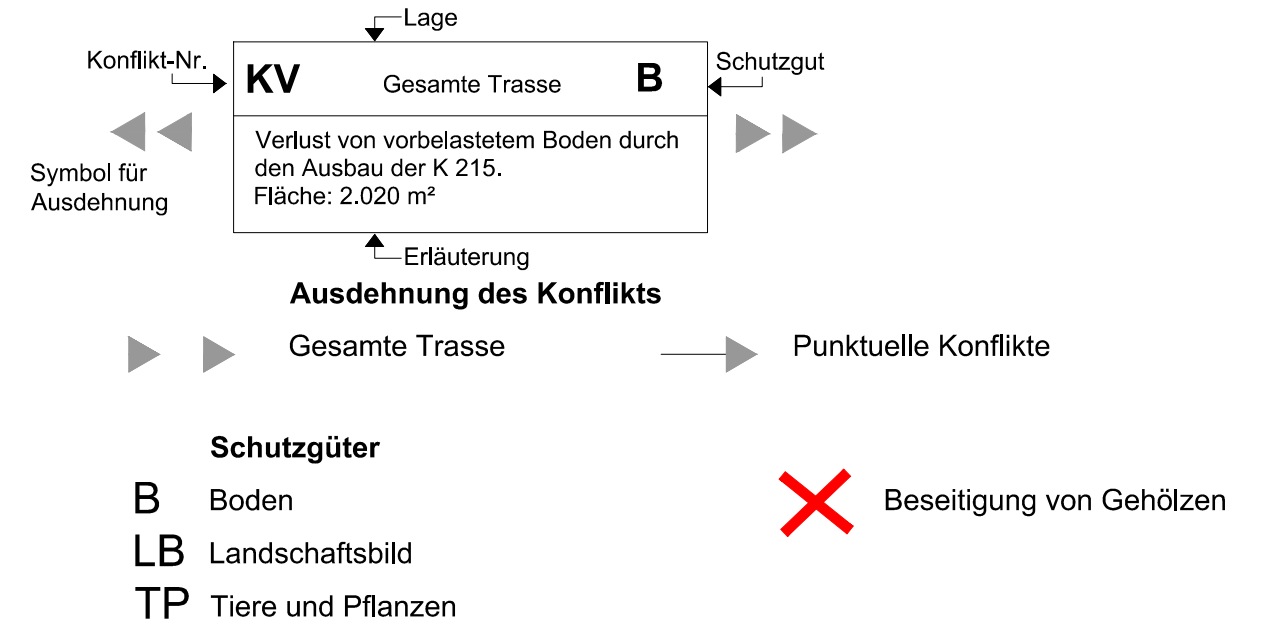 Lage
Konflikt-Nr.
KV Gesamte Trasse B
Schutzgut
Verlust von vorbelastetem Boden durch
den Ausbau der K 215.
Fläche: 2.020 m²
Symbol für
Ausdehnung
Erläuterung
Ausdehnung des Konflikts
Gesamte Trasse Punktuelle Konflikte
Schutzgüter
B Boden Beseitigung von Gehölzen
LB Landschaftsbild
TP Tiere und Pflanzen